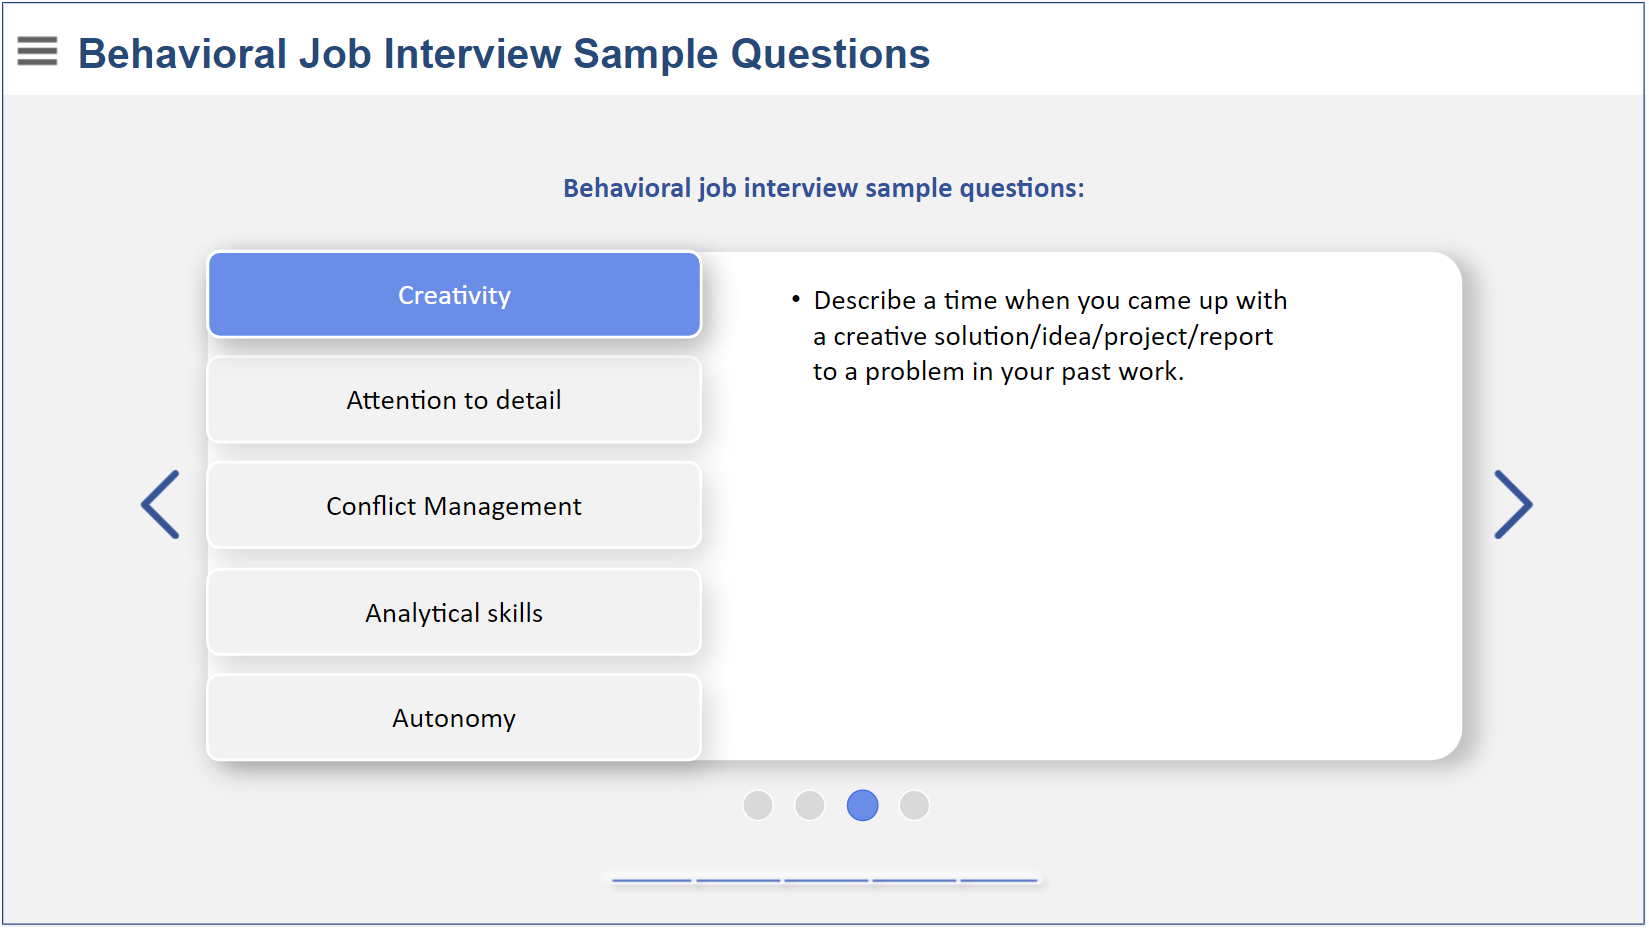 Behavioral Job Interview Sample Questions
Behavioral job interview sample questions:
Creativity
Attention to detail
Conflict Management
Analytical skills
Autonomy
• Describe a time when you came up with
a creative solution/idea/project/report
to a problem in your past work.